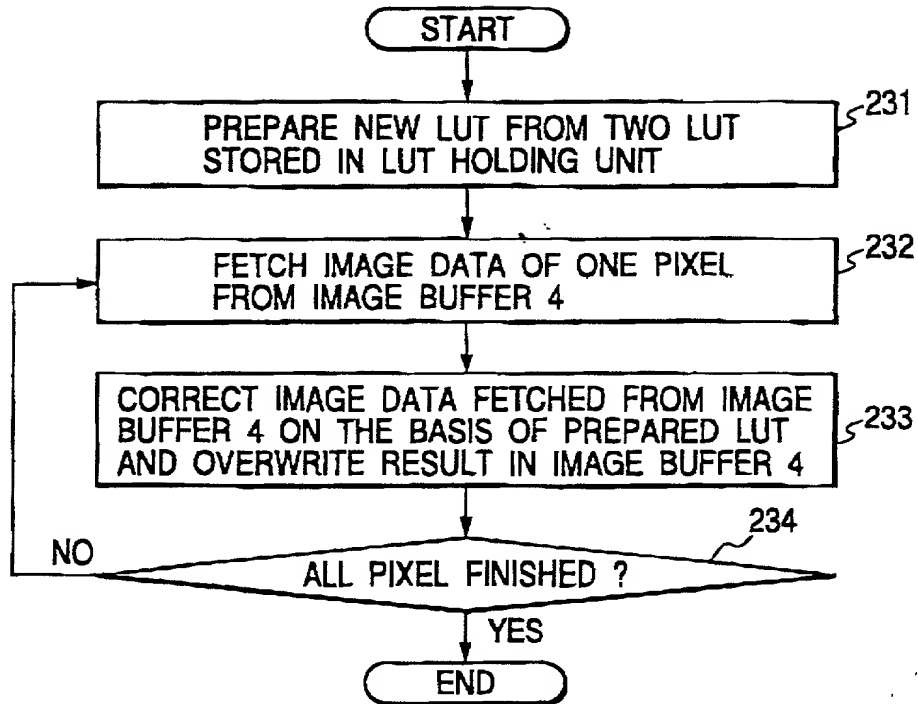 START
PREPARE NEW LUT FROM TWO LUT
STORED IN LUT HOLDING UNIT
231
FETCH IMAGE DATA OF ONE PIXEL
FROM IMAGE BUFFER 4
232
CORRECT IMAGE DATA FETCHED FROM IMAGE
BUFFER 4 ON THE BASIS OF PREPARED LUT
AND OVERWRITE RESULT IN IMAGE BUFFER 4
233
234
NO
ALL PIXEL FINISHED ?
YES
END